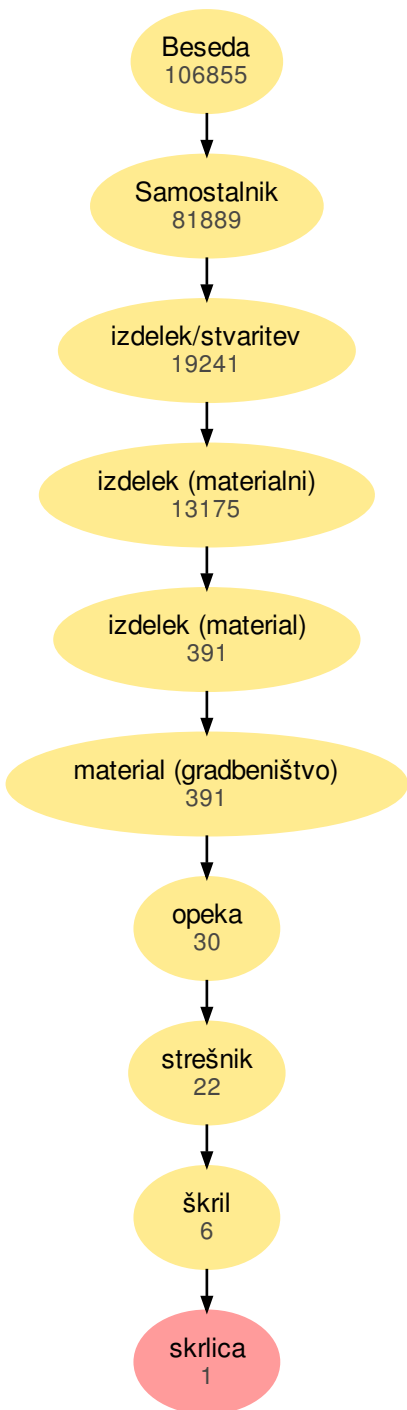 Beseda
106855
Samostalnik
81889
izdelek/stvaritev
19241
izdelek (materialni)
13175
izdelek (material)
391
material (gradbeništvo)
391
opeka
30
strešnik
22
škril
6
skrlica
1